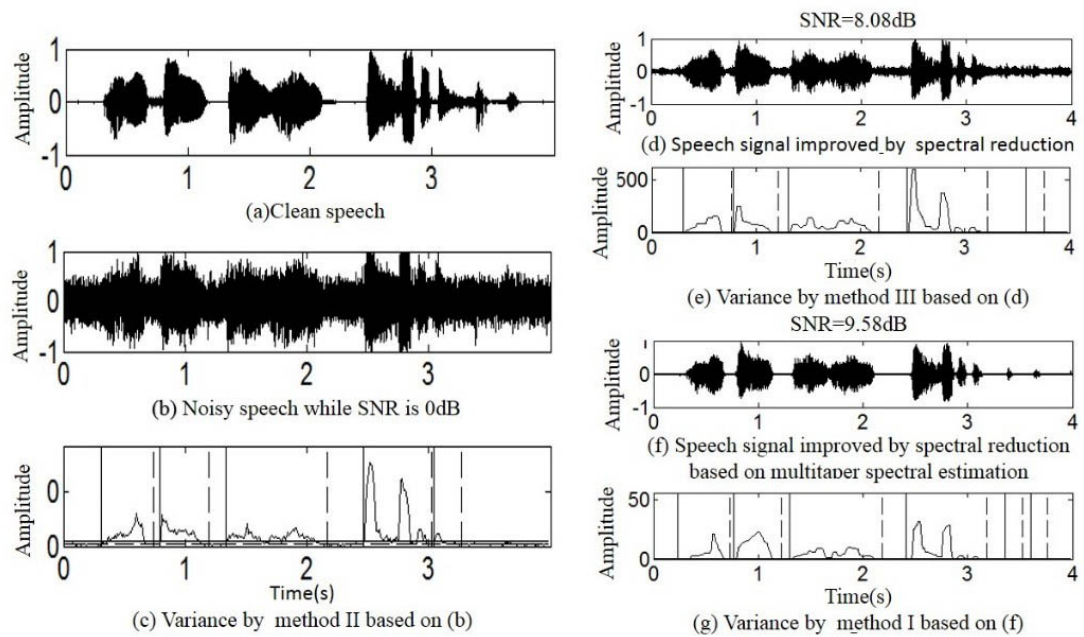 Amplitude
1
0
-1
0
1
2
3
(a)Clean speech
Amplitude
1
0
-1
0
1
2
3
(b) Noisy speech while SNR is 0dB
Amplitude
0
0
0
1
2
3
Time(s)
(c) Variance by method II based on (b)
SNR=8.08dB
Amplitude
1
0
-1
0
1
2
3
4
(d) Speech signal improved by spectral reduction
Amplitude
500
0
0
1
2
3
4
Time(s)
(e) Variance by method III based on (d)
SNR=9.58dB
Amplitude
1
0
-1
0
1
2
3
4
(f) Speech signal improved by spectral reduction
based on multitaper spectral estimation
Amplitude
50
0
0
1
2
3
4
Time(s)
(g) Variance by method I based on (f)